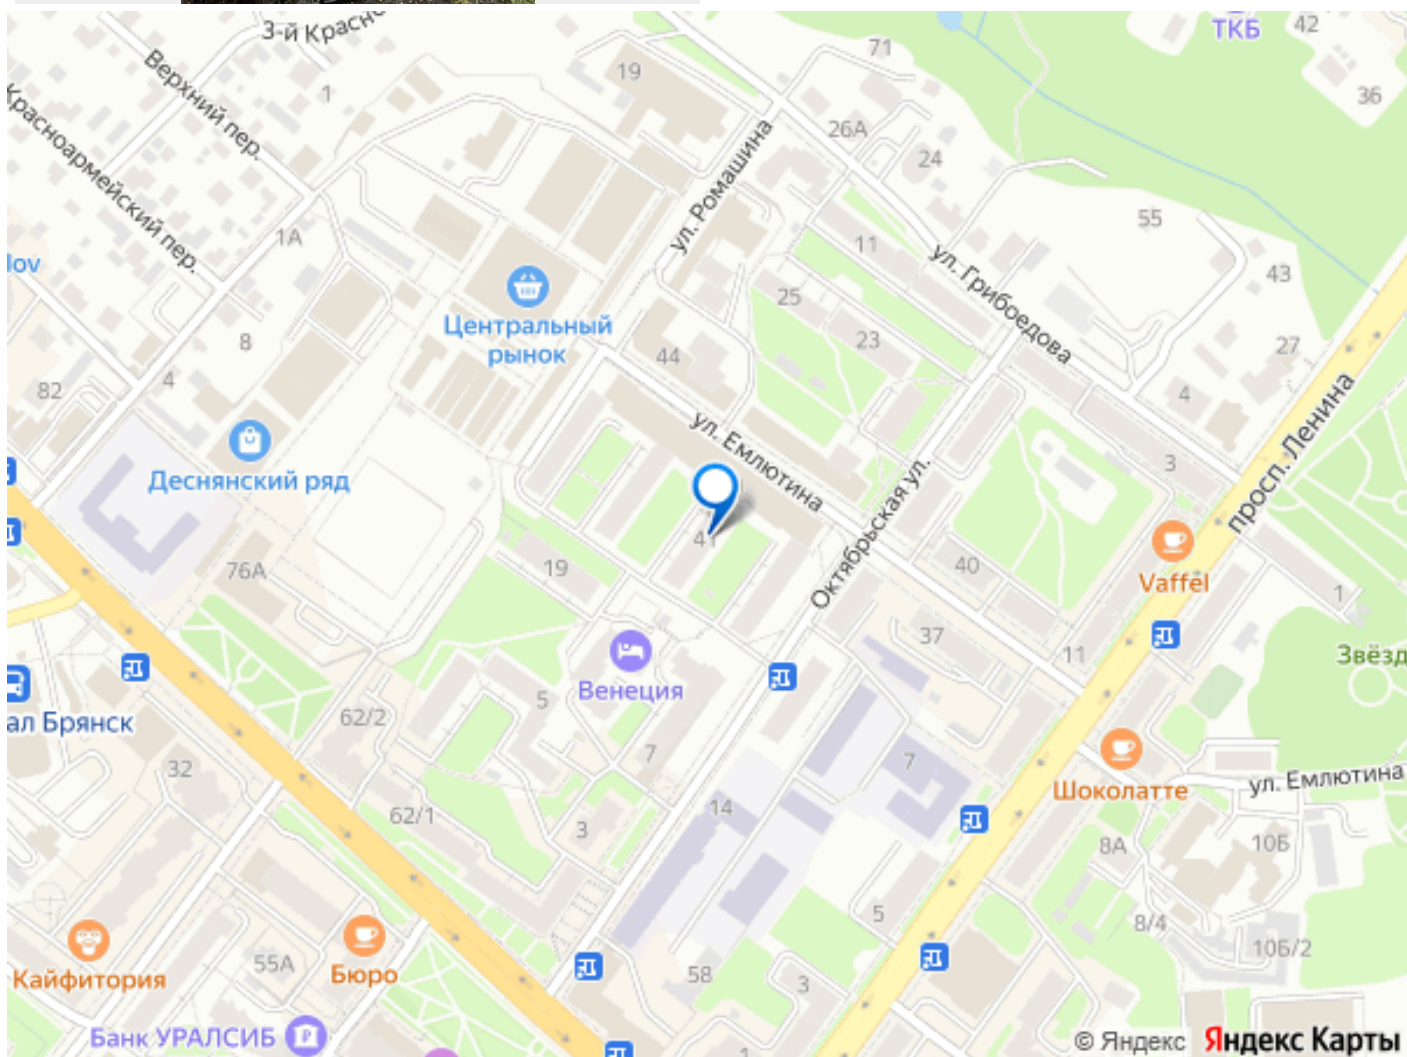 3-й Красно
ТКБ
42
71
Верхний пер.
19
1
36
Красноармейский пер.
26А
24
ул. Ромашина
55
1А
11
ул. Грибоедова
lov
43
25
Центральный
рынок
8
23
27
44
82
4
4
просп. Ленина
ул. Емлютина
3
Деснянский ряд
Октябрьская ул.
41
19
76А
40
Vaffel
1
37
11
Звёзд
Венеция
5
ал Брянск
62/2
7
7
32
ул. Емлютина
Шоколатте
14
62/1
3
8А
10Б
5
8/4
Кайфитория
55А
Бюро
58
3
10Б/2
Банк УРАЛСИБ
1
© Яндекс Яндекс Карты